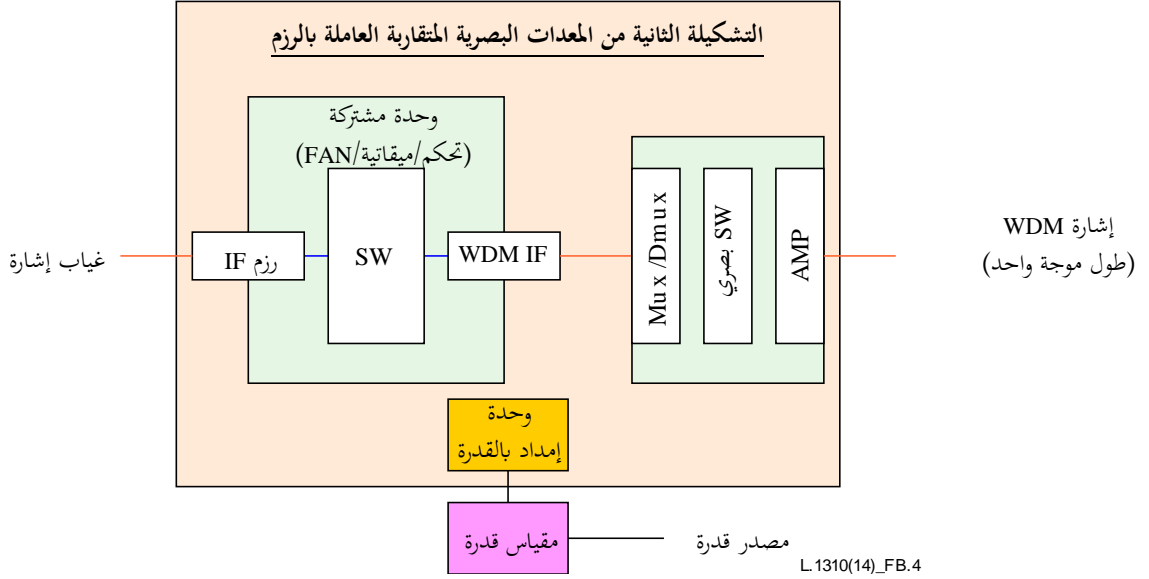 التشكيلة الثانية من المعدات البصرية المتقاربة العاملة بالرزم
وحدة مشتركة
(تحكم/ميقاتية/FAN)
غياب إشارة
رزم IF
SW
WDM IF
Mux /Dmux
SW بصري
AMP
إشارة WDM
(طول موجة واحد)
وحدة
إمداد بالقدرة
مقياس قدرة
مصدر قدرة
L.1310(14)_FB.4